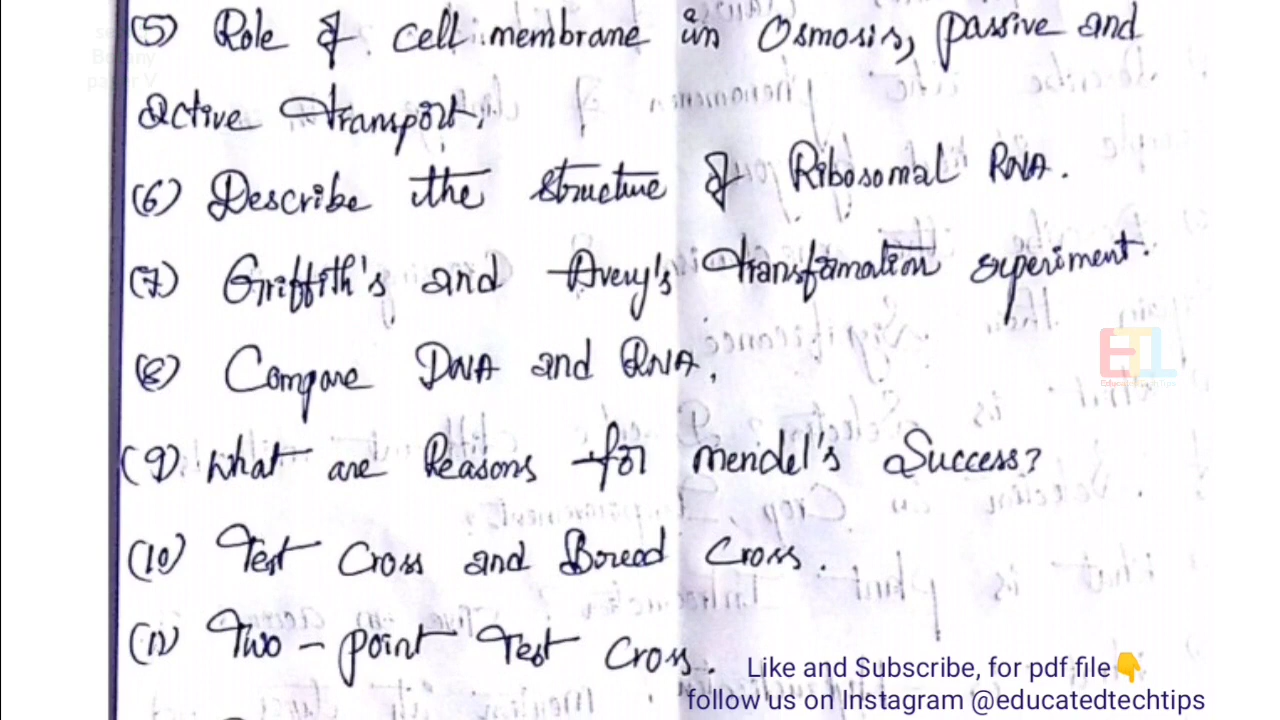 (5) Role of cell membrane in Osmosis, passive and
active transport.
(6) Describe the structure of Ribosomal RNA.
(7) Griffith's and Avery's transformation experiment.
(8) Compare DNA and RNA.
(9) What are Reasons for mendel's Success?
(10) Test Cross and Cross.
(11) Two - point Test Cross.
ETL
Like and Subscribe, for pdf file👇
follow us on Instagram @educatedtechtips